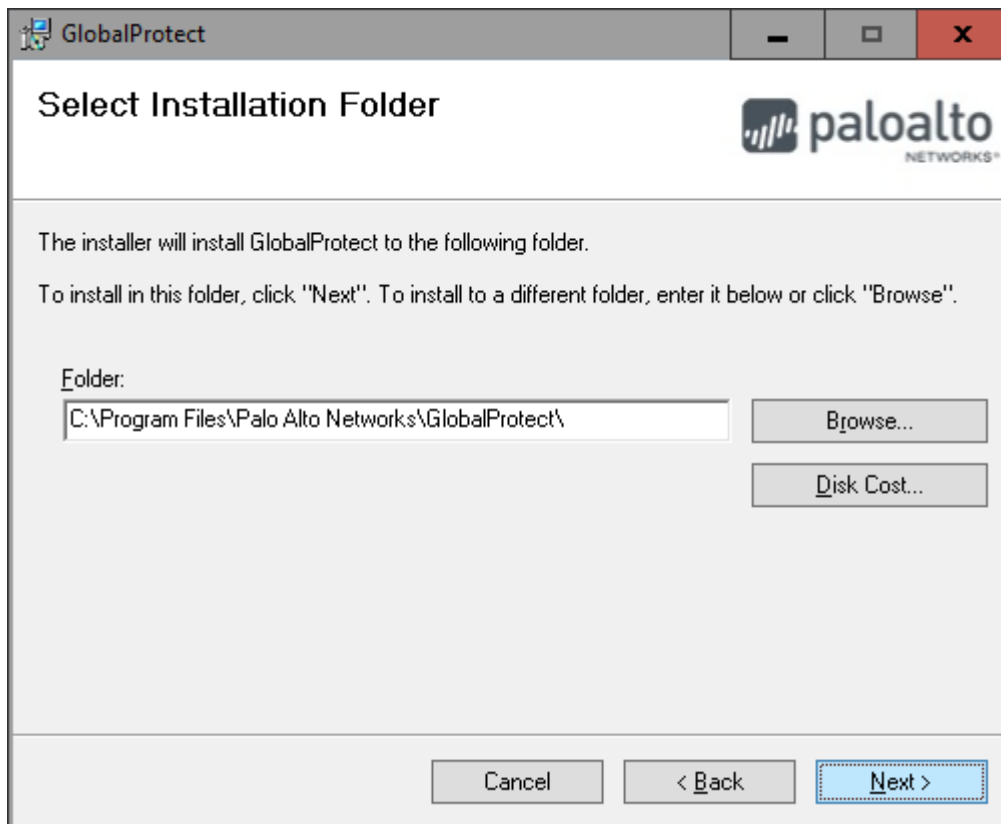 GlobalProtect
Select Installation Folder
paloalto
NETWORKS®
The installer will install GlobalProtect to the following folder.
To install in this folder, click "Next". To install to a different folder, enter it below or click "Browse".
Folder:
C:\Program Files\Palo Alto Networks\GlobalProtect\
Browse...
Disk Cost...
Cancel
< Back
Next >